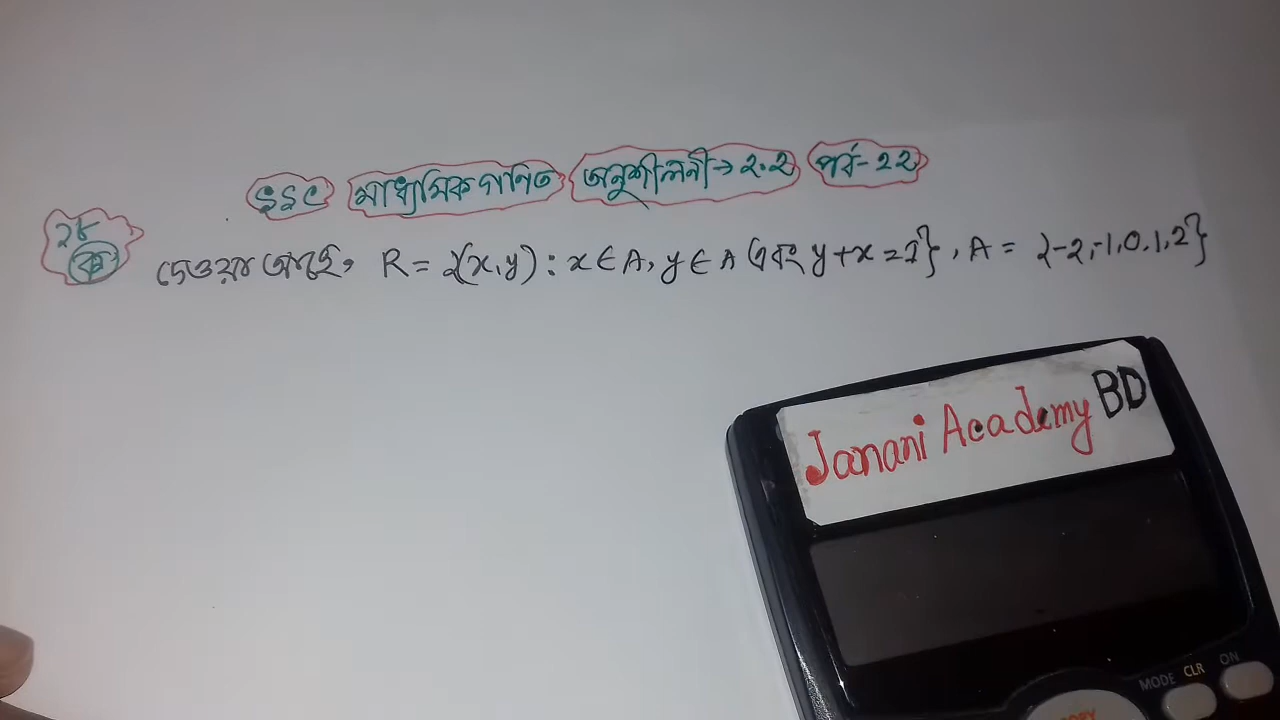 SSC মাধ্যমিক গণিত অনুশীলনী→ ২.২ পর্ব- ২২
২৮
ক
দেওয়া আছে, R = {(x,y) : x ∈ A, y ∈ A এবং y+x=1}, A = {-2,-1,0,1,2}
Janani Academy BD
MODE CLR ON